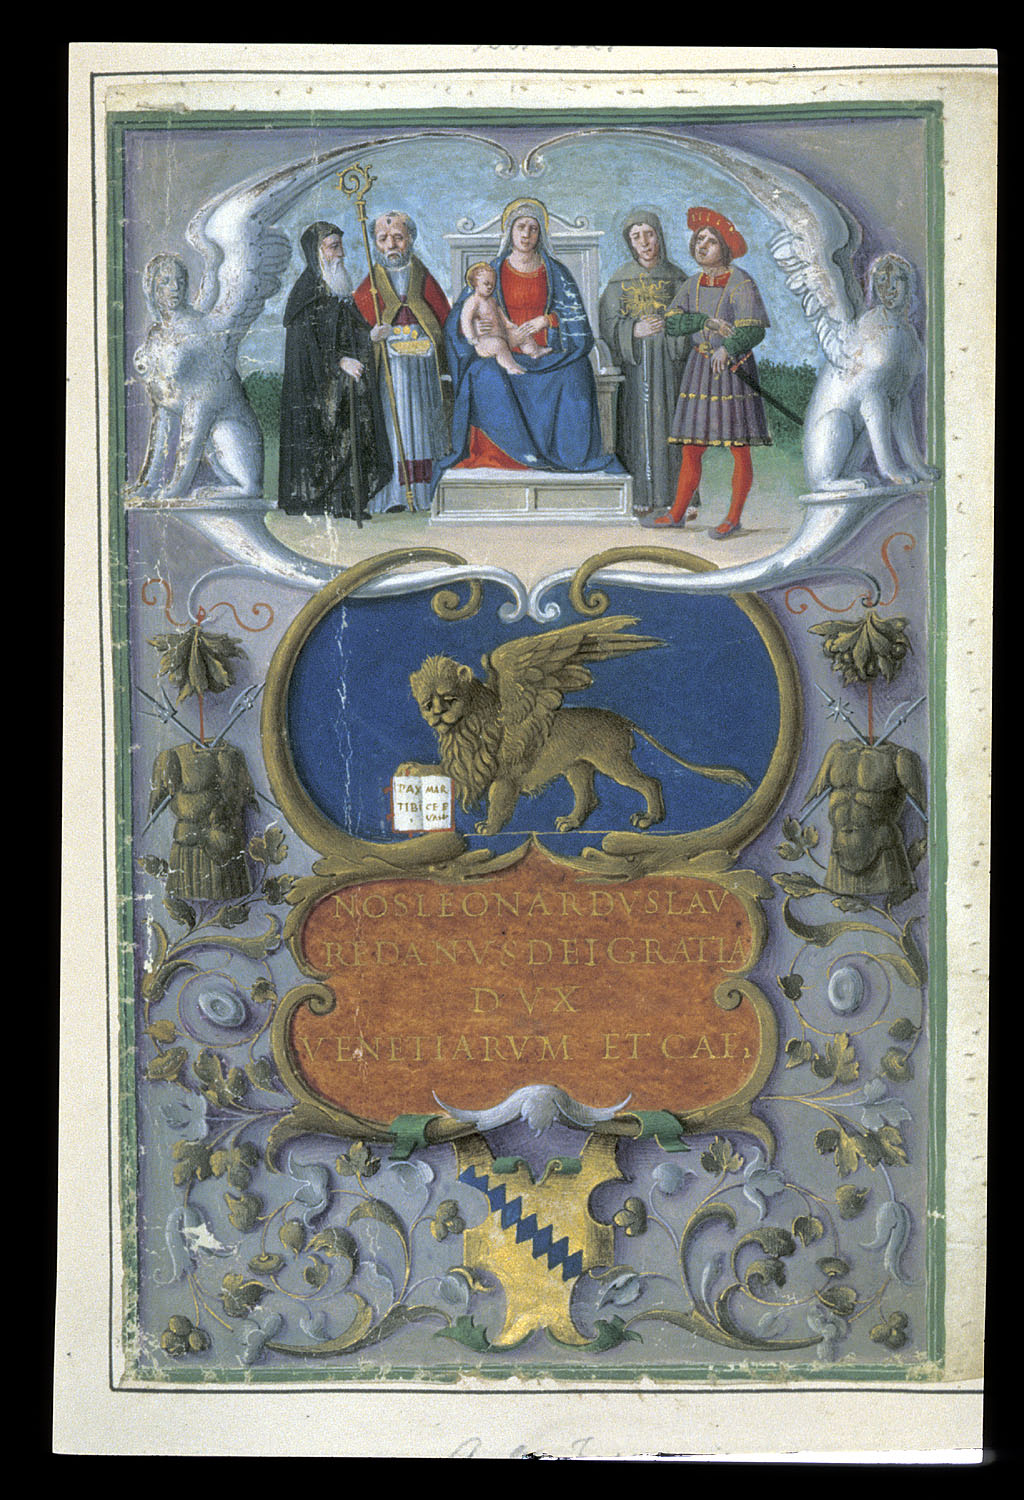 PAX MAR
TIBI CE E
VAN
NOS LEONARDVS LAV
REDANVS DEI GRATIA
DVX
VENETIARVM ET CAE,